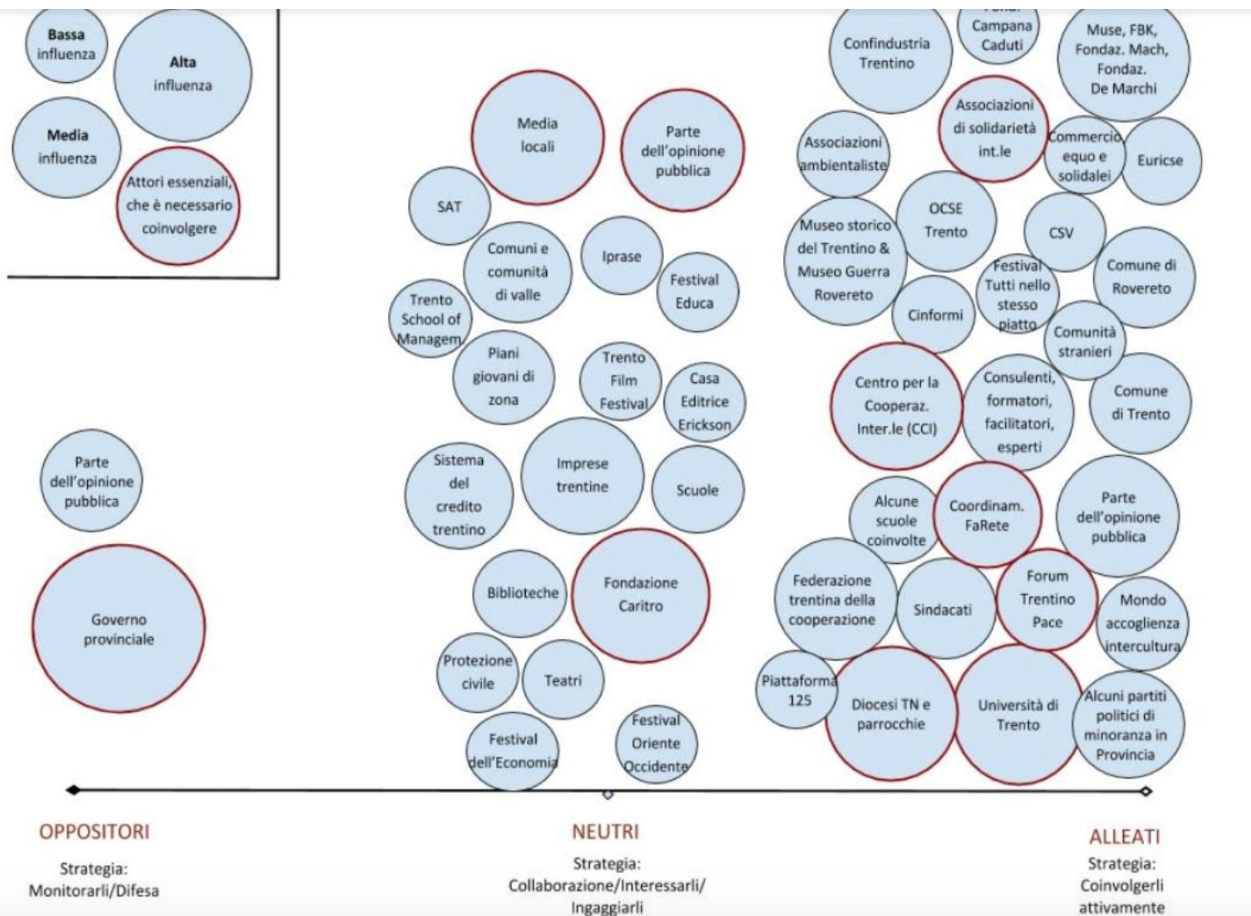 Bassa
influenza
Alta
influenza
Media
influenza
Attori essenziali,
che è necessario
coinvolgere
Parte
dell'opinione
pubblica
Governo
provinciale
Media
locali
Parte
dell'opinione
pubblica
SAT
Comuni e
comunità
di valle
Iprase
Festival
Educa
Trento
School of
Managem.
Piani
giovani di
zona
Trento
Film
Festival
Casa
Editrice
Erickson
Sistema
del
credito
trentino
Imprese
trentine
Scuole
Biblioteche
Fondazione
Caritro
Protezione
civile
Teatri
Festival
dell'Economia
Festival
Oriente
Occidente
Confindustria
Trentino
Campana
Caduti
Muse, FBK,
Fondaz. Mach,
Fondaz.
De Marchi
Associazioni
di solidarietà
int.le
Associazioni
ambientaliste
Commercio
equo e
solidalei
Euricse
Museo storico
del Trentino &
Museo Guerra
Rovereto
OCSE
Trento
CSV
Comune di
Rovereto
Cinformi
Festival
Tutti nello
stesso
piatto
Comunità
stranieri
Centro per la
Cooperaz.
Inter.le (CCI)
Consulenti,
formatori,
facilitatori,
esperti
Comune
di Trento
Alcune
scuole
coinvolte
Coordinam.
FaRete
Parte
dell'opinione
pubblica
Federazione
trentina della
cooperazione
Sindacati
Forum
Trentino
Pace
Mondo
accoglienza
intercultura
Piattaforma
125
Diocesi TN e
parrocchie
Università di
Trento
Alcuni partiti
politici di
minoranza in
Provincia
OPPOSITORI
Strategia:
Monitorarli/Difesa
NEUTRI
Strategia:
Collaborazione/Interessarli/
Ingaggiarli
ALLEATI
Strategia:
Coinvolgerli
attivamente